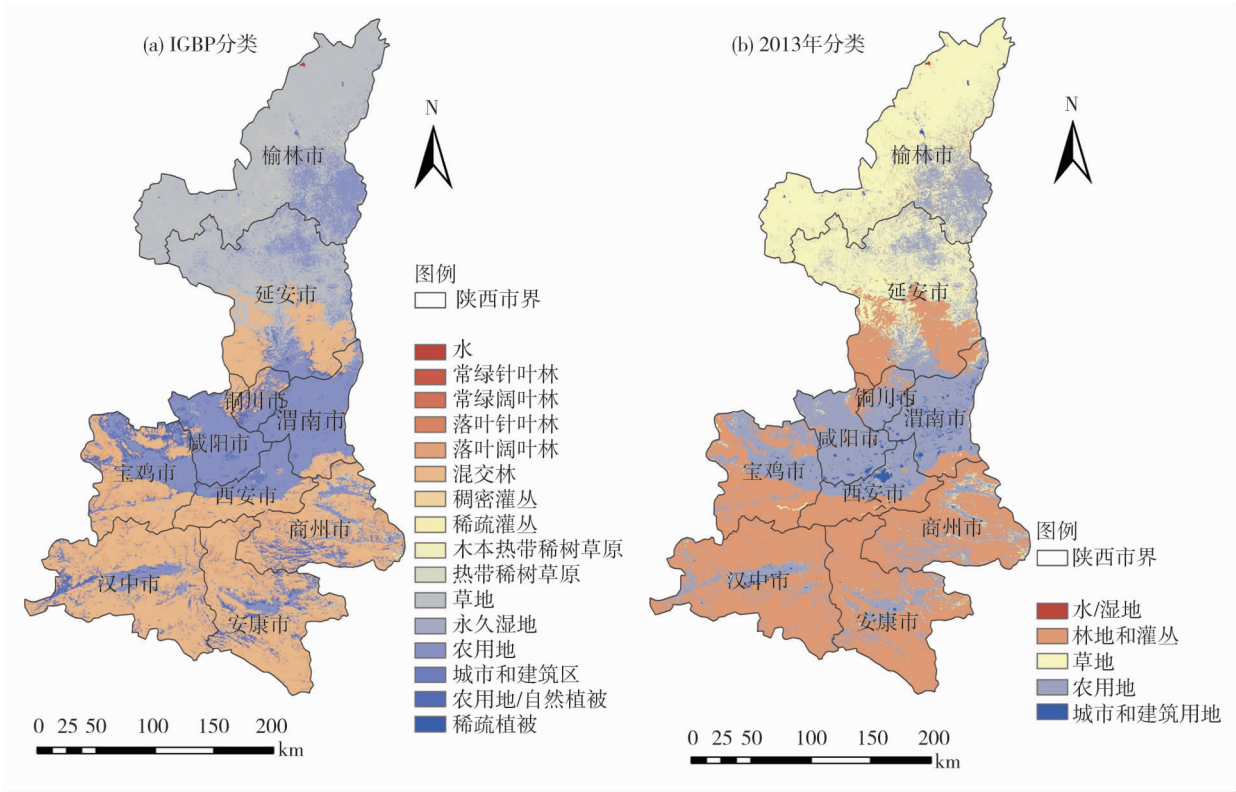 (a) IGBP分类
N
榆林市
延安市
铜川市
渭南市
咸阳市
宝鸡市
西安市
商州市
汉中市
安康市
图例
陕西市界
水
常绿针叶林
常绿阔叶林
落叶针叶林
落叶阔叶林
混交林
稠密灌丛
稀疏灌丛
木本热带稀树草原
热带稀树草原
草地
永久湿地
农用地
城市和建筑区
农用地/自然植被
稀疏植被
0 25 50 100 150 200
km
(b) 2013年分类
N
榆林市
延安市
铜川市
渭南市
咸阳市
宝鸡市
西安市
商州市
汉中市
安康市
图例
陕西市界
水/湿地
林地和灌丛
草地
农用地
城市和建筑用地
0 25 50 100 150 200
km